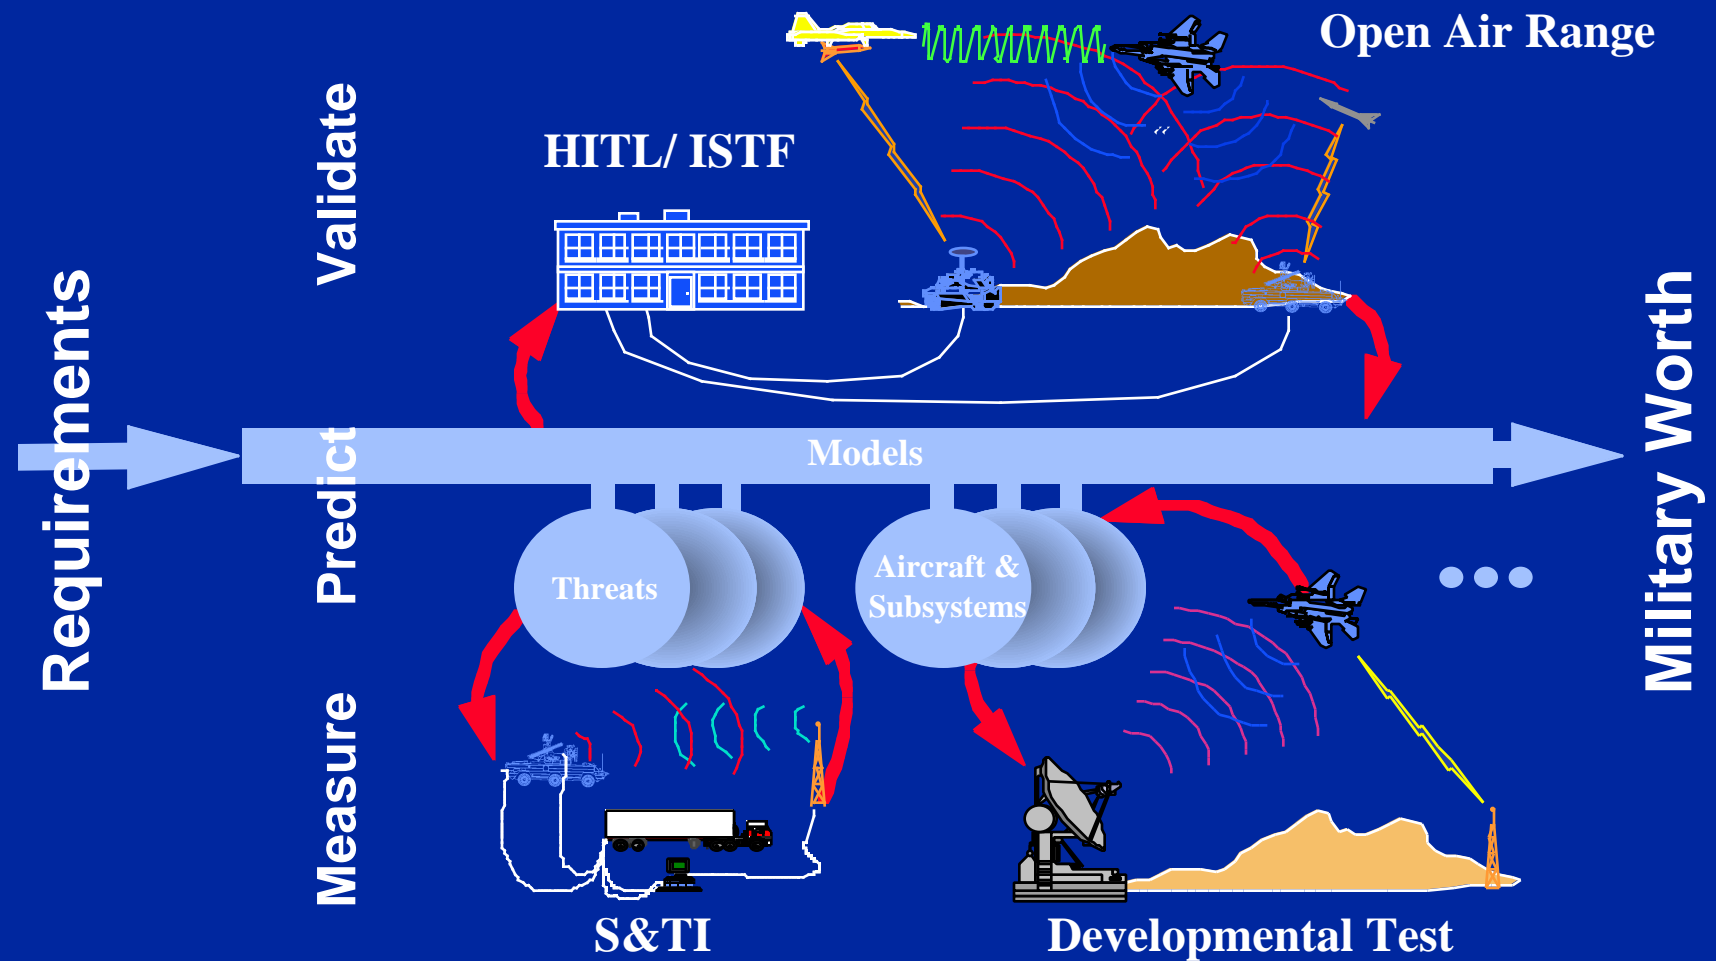 Open Air Range
HITL/ ISTF
Validate
Requirements
Military Worth
Models
Predict
Threats
Aircraft &
Subsystems
Measure
S&TI
Developmental Test